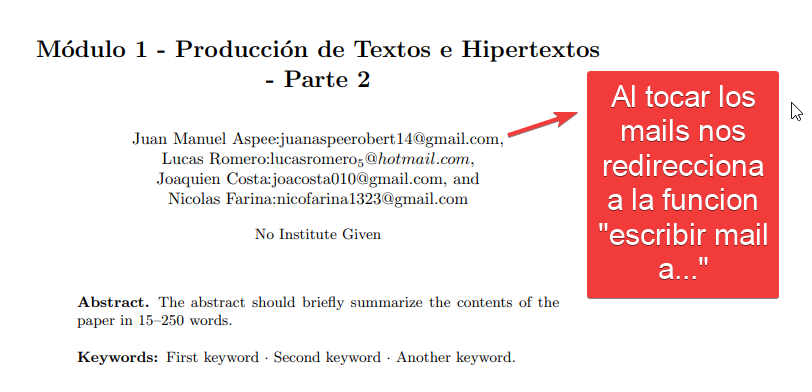 Módulo 1 - Producción de Textos e Hipertextos
- Parte 2
Juan Manuel Aspee:juanaspeerobert14@gmail.com,
Lucas Romero:lucasromero₅@hotmail.com,
Joaquien Costa:joacosta010@gmail.com, and
Nicolas Farina:nicofarina1323@gmail.com
No Institute Given
Abstract. The abstract should briefly summarize the contents of the
paper in 15–250 words.
Keywords: First keyword · Second keyword · Another keyword.
Al tocar los
mails nos
redirecciona
a la funcion
"escribir mail
a..."